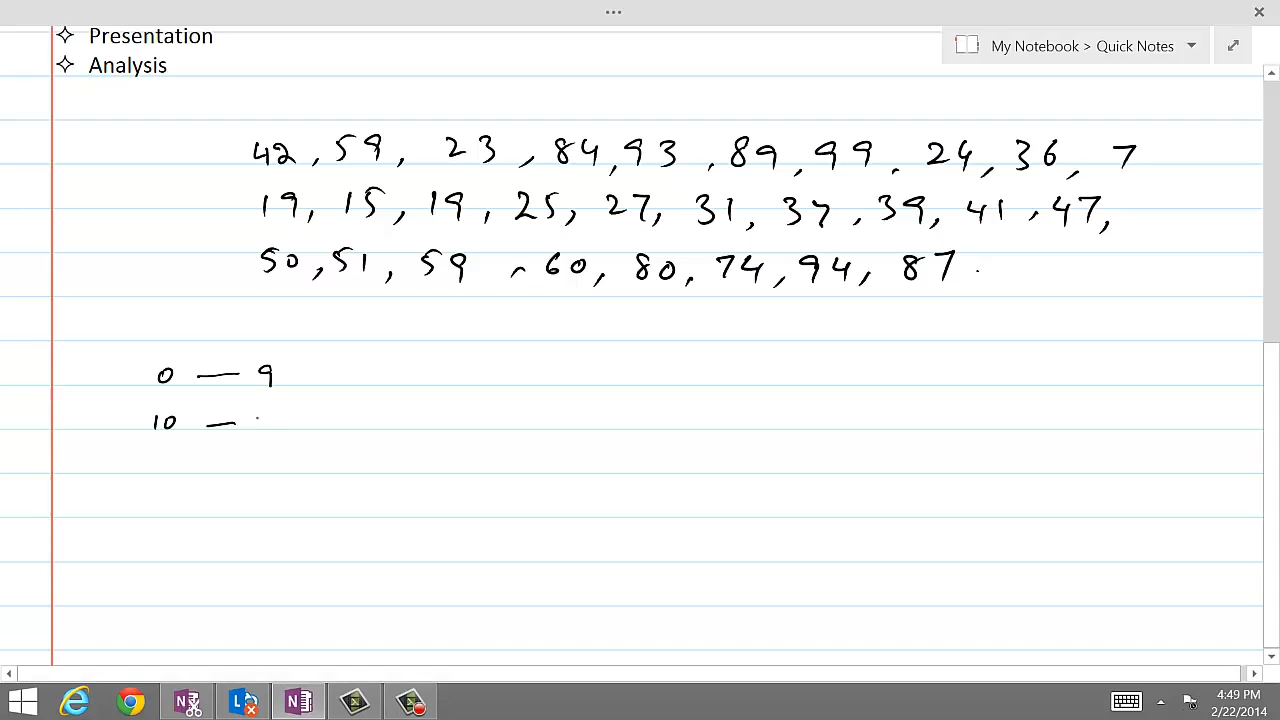 ✧ Presentation
✧ Analysis
My Notebook > Quick Notes
42, 59, 23, 84, 93, 89, 99, 24, 36, 7
19, 15, 19, 25, 27, 31, 37, 39, 41, 47,
50, 51, 59, 60, 80, 74, 94, 87.
0 — 9
10 —
4:49 PM
2/22/2014